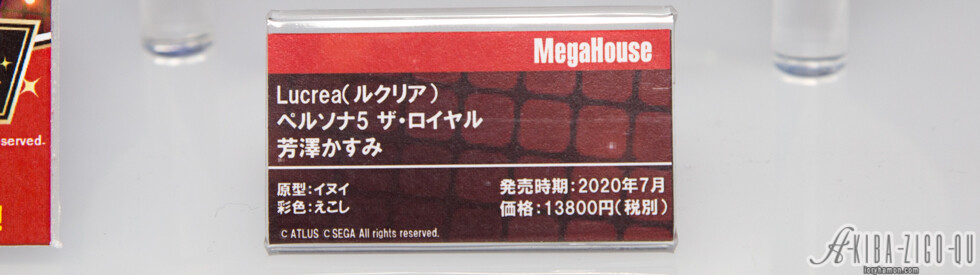 MegaHouse
Lucrea(ルクリア)
ペルソナ5 ザ・ロイヤル
芳澤かすみ
原型:イヌイ
彩色:えこし
発売時期:2020年7月
価格:13800円(税別)
C ATLUS C SEGA All rights reserved.
served.
!
A-KIBA-ZIGO-QU